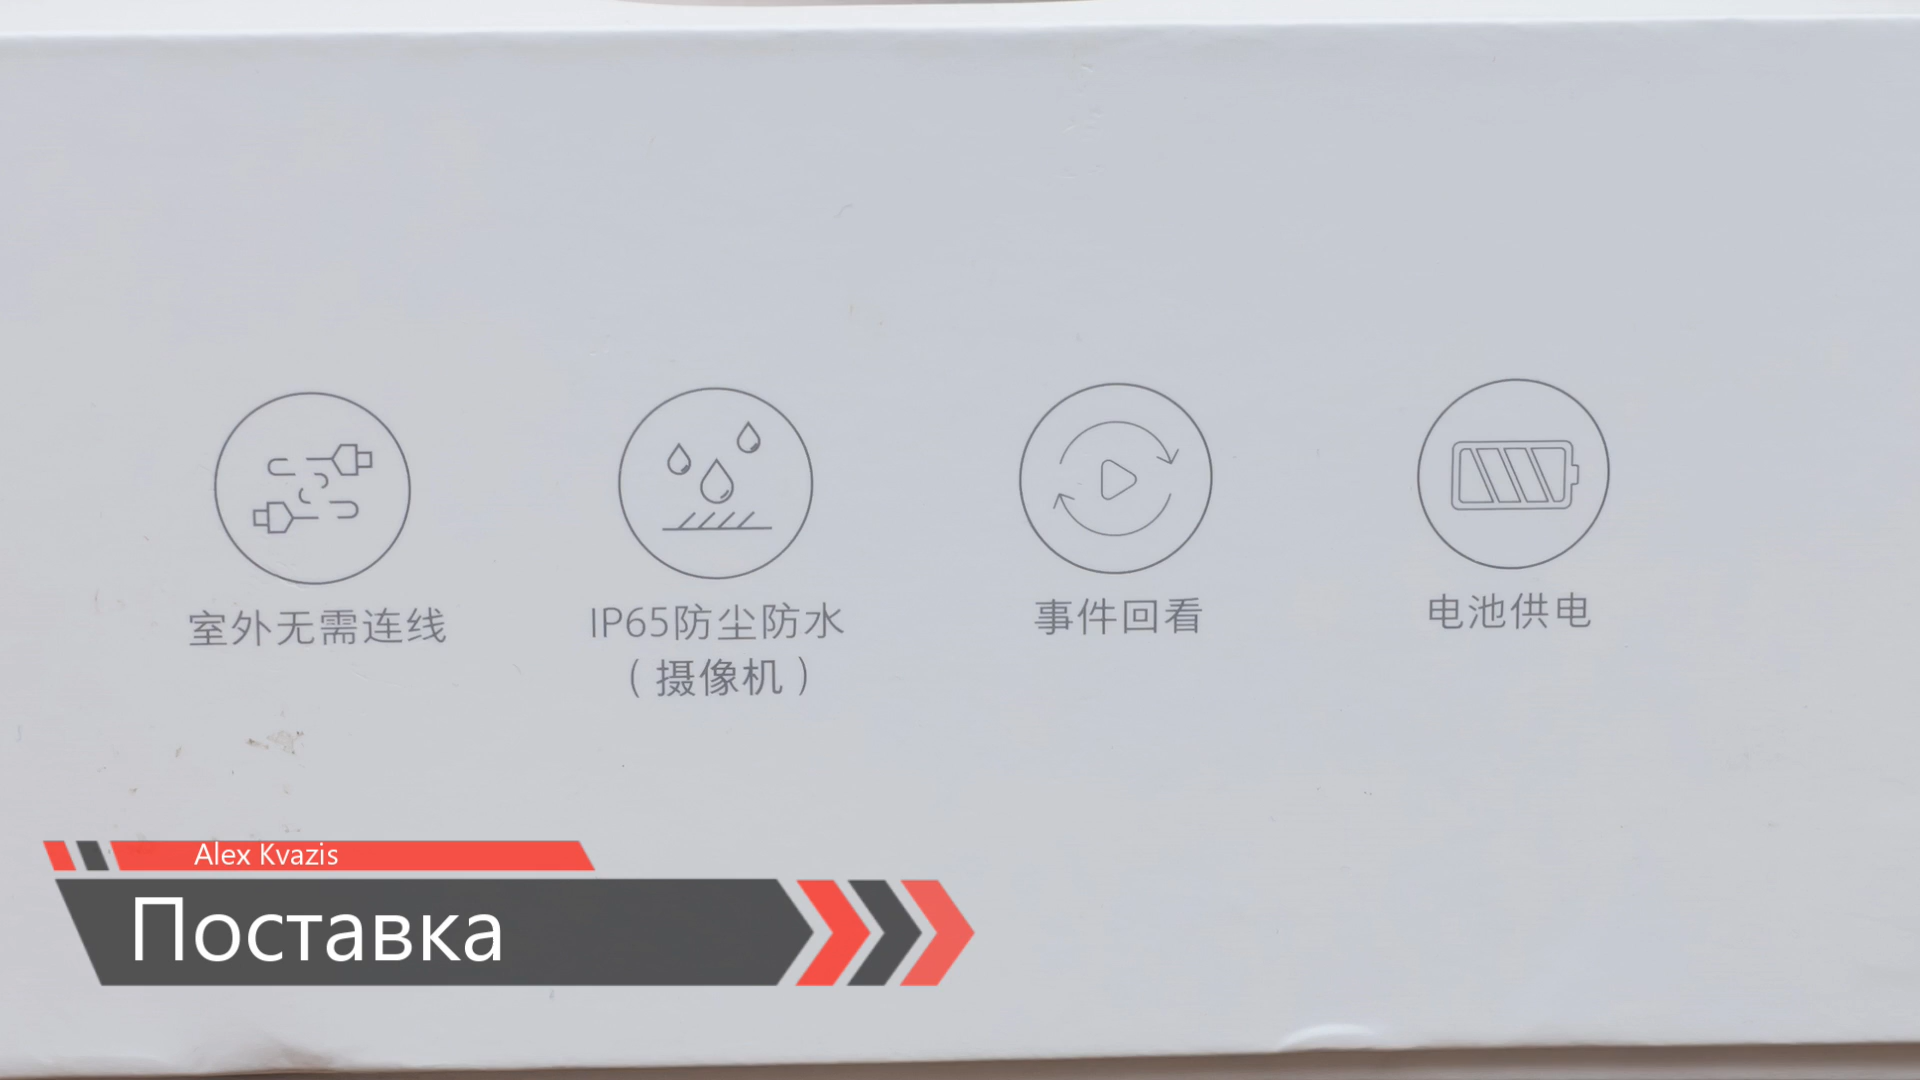 室外无需连线
IP65防尘防水
（摄像机）
事件回看
电池供电
Alex Kvazis
Поставка